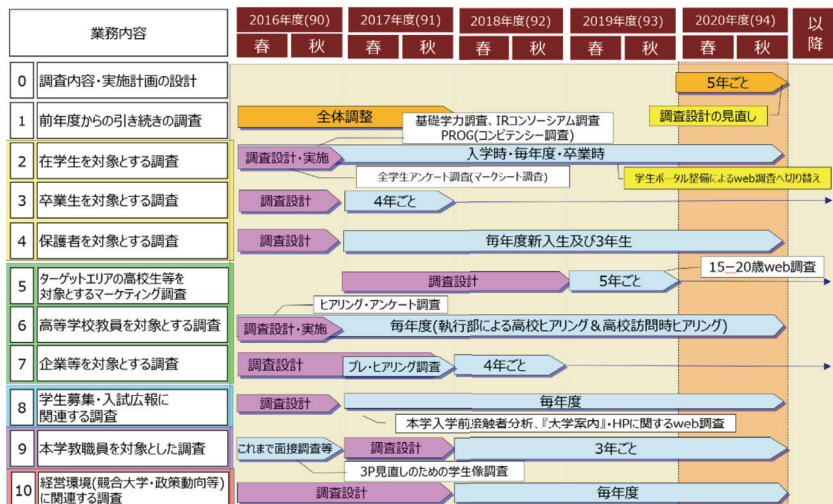 業務内容
2016年度(90)
2017年度(91)
2018年度(92)
2019年度(93)
2020年度(94)
以降
春 秋 春 秋 春 秋 春 秋 春 秋
0 調査内容・実施計画の設計
5年ごと
調査設計の見直し
1 前年度からの引き続きの調査
全体調整
基礎学力調査、IRコンソーシアム調査
PROG(コンピテンシー調査)
2 在学生を対象とする調査
調査設計・実施
入学時・毎年度・卒業時
全学生アンケート調査(マークシート調査)
学生ポータル整備によるweb調査へ切り替え
3 卒業生を対象とする調査
調査設計
4年ごと
4 保護者を対象とする調査
調査設計
毎年度新入生及び3年生
5 ターゲットエリアの高校生等を
対象とするマーケティング調査
調査設計
5年ごと
15－20歳web調査
ヒアリング・アンケート調査
6 高等学校教員を対象とする調査
調査設計・実施
毎年度(執行部による高校ヒアリング＆高校訪問時ヒアリング)
7 企業等を対象とする調査
調査設計
プレ・ヒアリング調査
4年ごと
8 学生募集・入試広報に
関連する調査
調査設計
毎年度
本学入学前接触者分析、『大学案内』・HPに関するweb調査
9 本学教職員を対象とした調査
これまで面接調査等
調査設計
3年ごと
3P見直しのための学生像調査
10 経営環境(競合大学・政策動向等)
に関連する調査
調査設計
毎年度